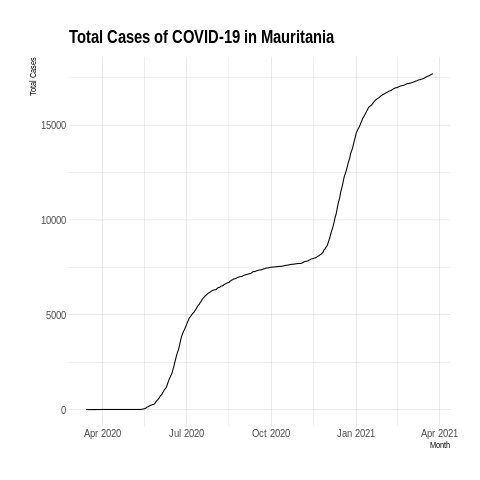 Total Cases of COVID-19 in Mauritania
Total Cases
15000
10000
5000
0
Apr 2020 Jul 2020 Oct 2020 Jan 2021 Apr 2021
Month